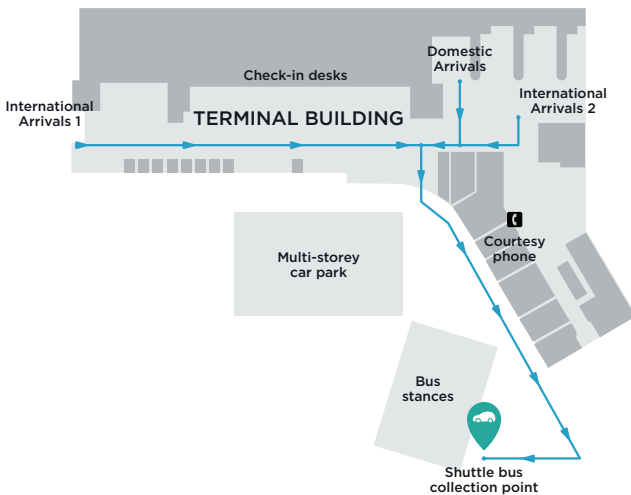 Domestic
Arrivals
Check-in desks
International
Arrivals 1
International
Arrivals 2
TERMINAL BUILDING
Courtesy
phone
Multi-storey
car park
Bus
stances
Shuttle bus
collection point